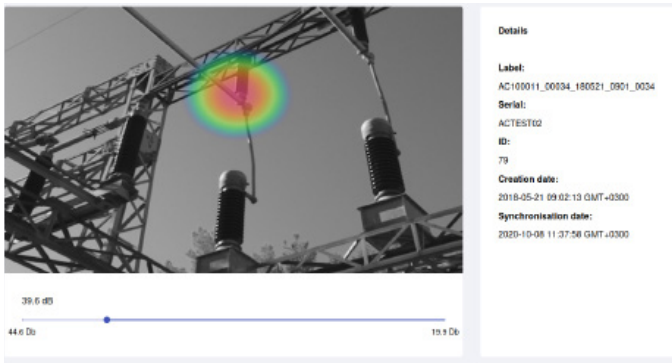 Details
Label:
AC100011_00034_180521_0901_0034
Serial:
ACTEST02
ID:
79
Creation date:
2018-05-21 09:02:13 GMT+0300
Synchronisation date:
2020-10-08 11:37:58 GMT+0300
39.6 dB
44.6 Db
19.9 Db